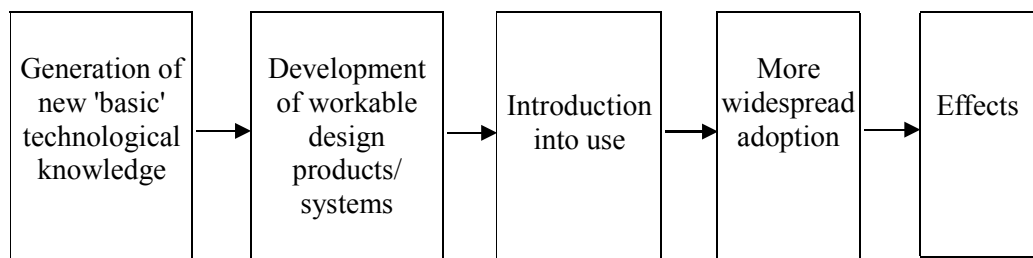 Generation of
new 'basic'
technological
knowledge
Development
of workable
design
products/
systems
Introduction
into use
More
widespread
adoption
Effects